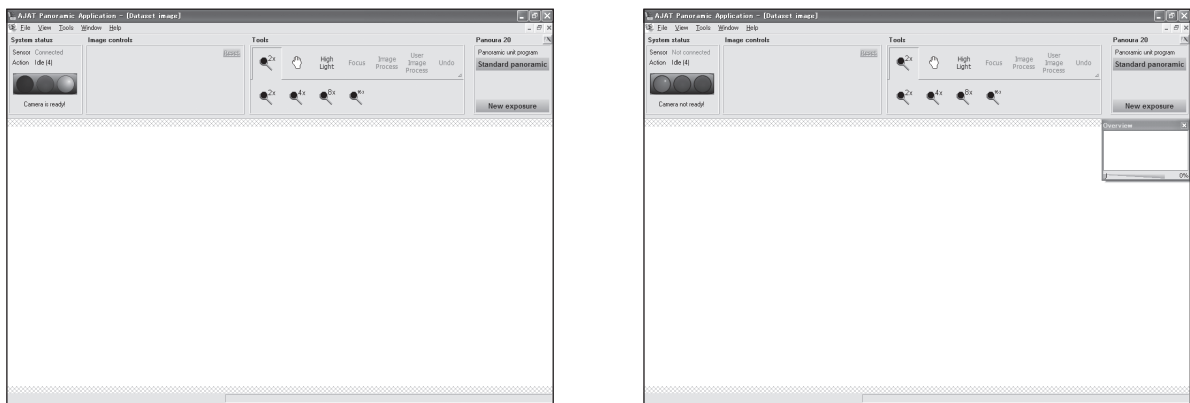 AJAT Panoramic Application - [Dataset image]
File View Tools Window Help
System status Image controls Tools Panoura 20
Sensor Connected
Action Idle (4)
Camera is ready!
2x High Light Focus Image Process User Image Process Undo
2x 4x 8x
Panoramic unit program
Standard panoramic
New exposure
AJAT Panoramic Application - [Dataset image]
File View Tools Window Help
System status Image controls Tools Panoura 20
Sensor Not connected
Action Idle (4)
Camera not ready!
2x High Light Focus Image Process User Image Process Undo
2x 4x 8x
Panoramic unit program
Standard panoramic
New exposure
Overview
0%